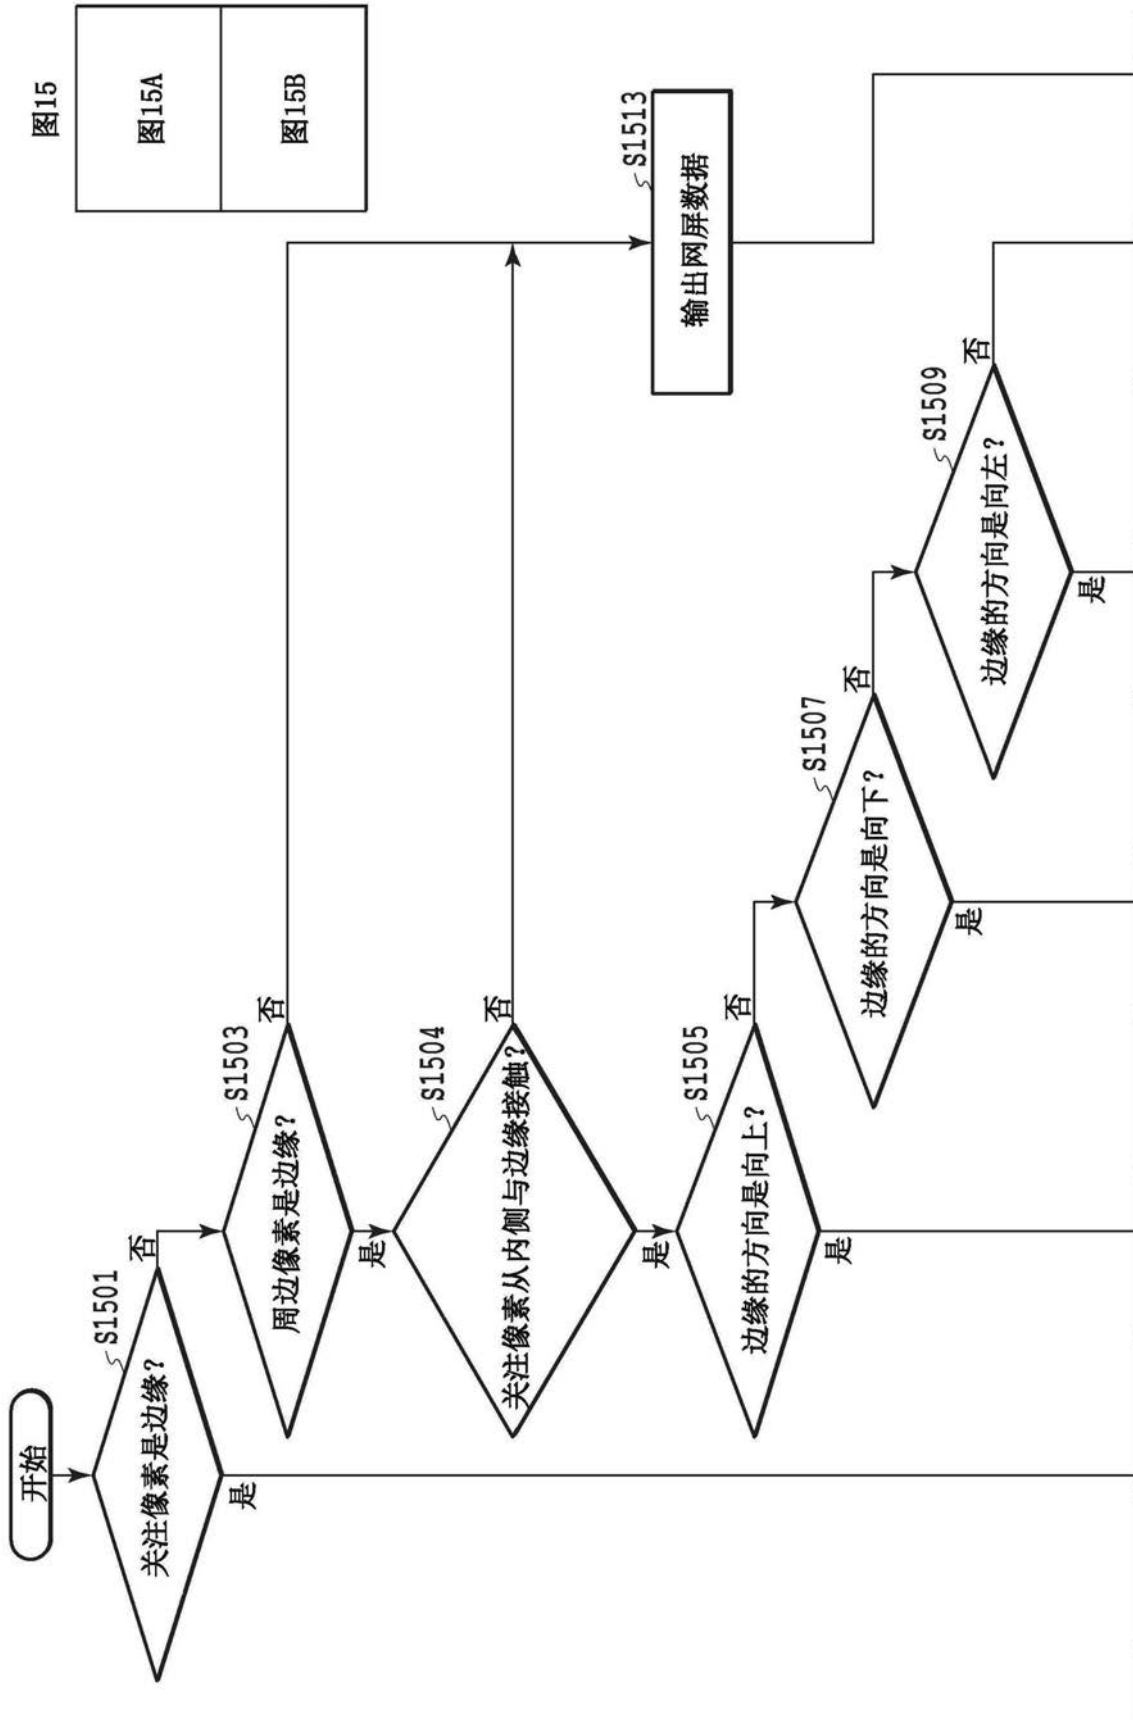 图15
图15A
图15B
开始
S1501
关注像素是边缘?
否
是
S1503
周边像素是边缘?
否
是
S1504
关注像素从内侧与边缘接触?
否
是
S1505
边缘的方向是向上?
否
是
S1507
边缘的方向是向下?
否
是
S1509
边缘的方向是向左?
否
是
S1513
输出网屏数据